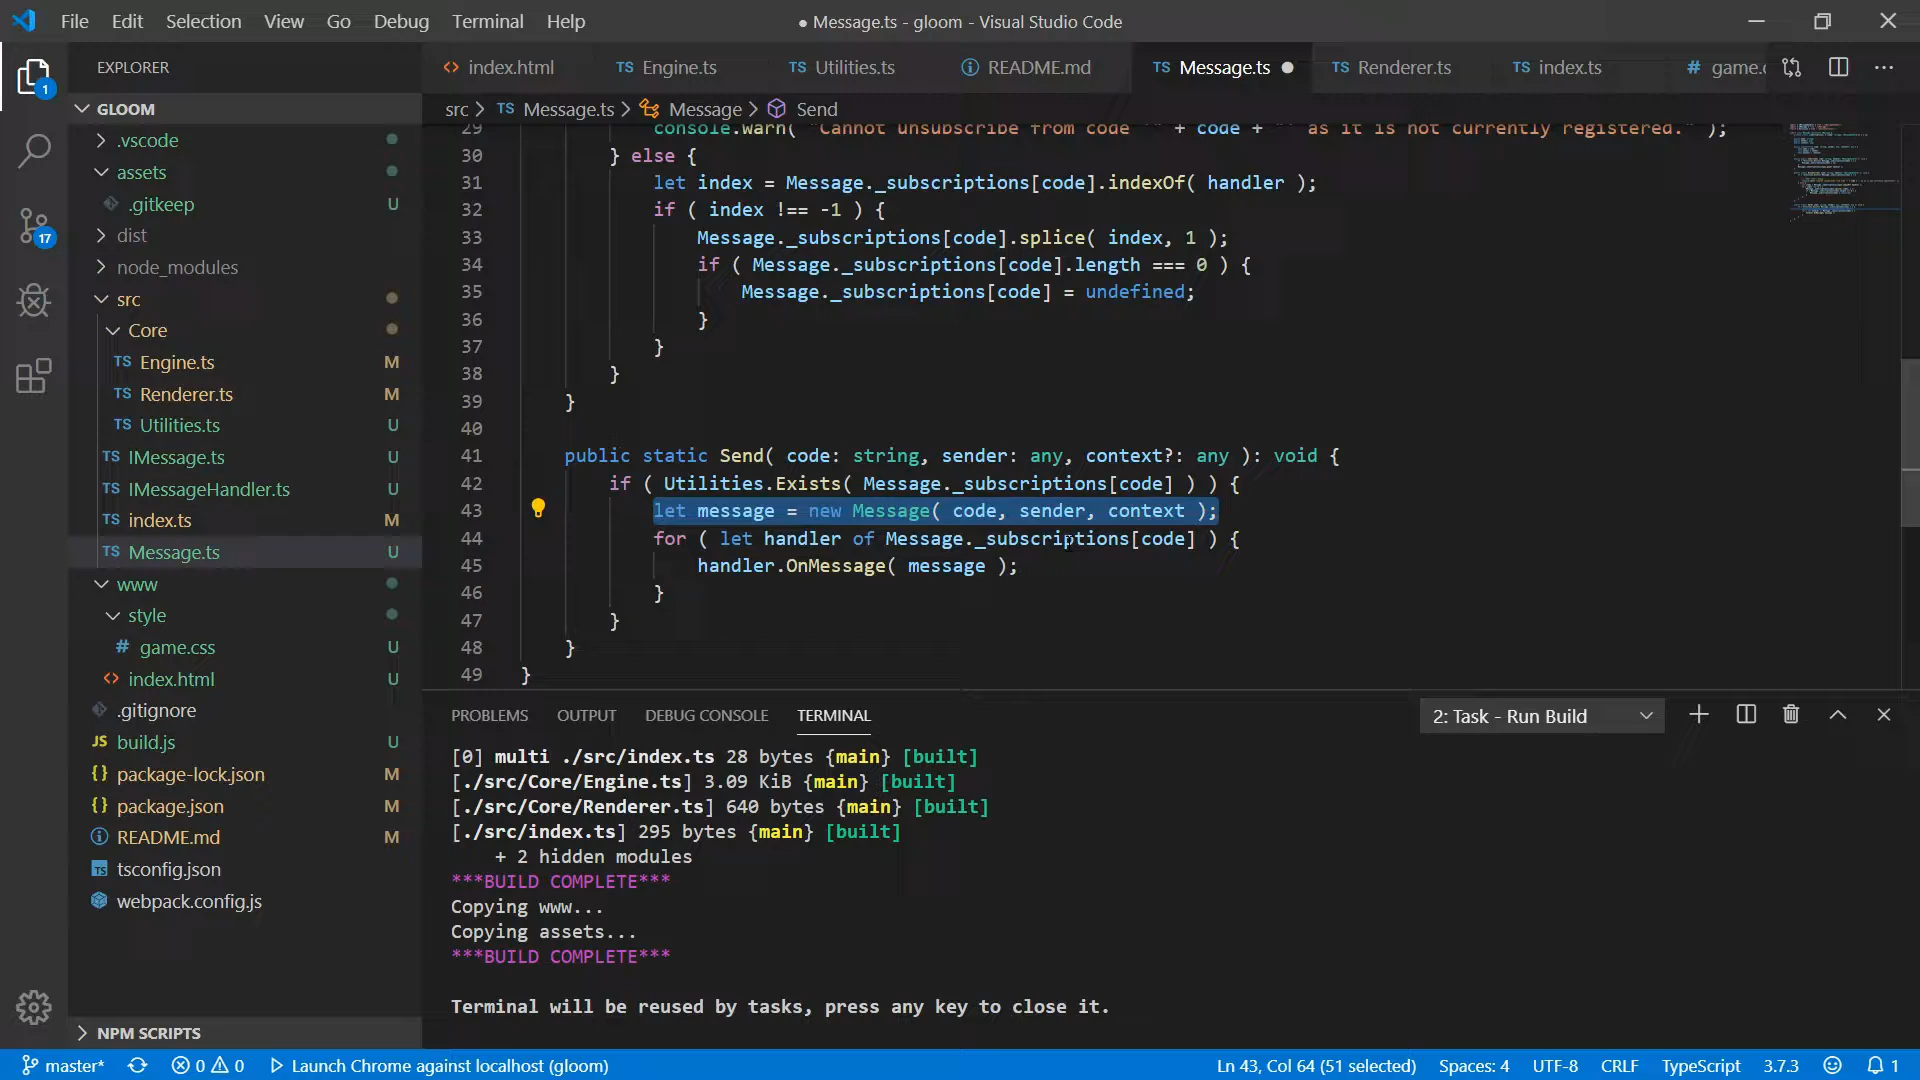 File Edit Selection View Go Debug Terminal Help
● Message.ts - gloom - Visual Studio Code
EXPLORER
GLOOM
.vscode
assets
.gitkeep U
dist
node_modules
src
Core
TS Engine.ts M
TS Renderer.ts M
TS Utilities.ts U
TS IMessage.ts U
TS IMessageHandler.ts U
TS index.ts M
TS Message.ts U
www
style
# game.css U
<> index.html U
.gitignore
JS build.js U
{} package-lock.json M
{} package.json M
README.md M
tsconfig.json
webpack.config.js
NPM SCRIPTS
1
17
<> index.html
TS Engine.ts
TS Utilities.ts
README.md
TS Message.ts ●
TS Renderer.ts
TS index.ts
# game.c
src > TS Message.ts > Message > Send
29 console.warn( "Cannot unsubscribe from code + code + as it is not currently registered." );
30 } else {
31 let index = Message._subscriptions[code].indexOf( handler );
32 if ( index !== -1 ) {
33 Message._subscriptions[code].splice( index, 1 );
34 if ( Message._subscriptions[code].length === 0 ) {
35 Message._subscriptions[code] = undefined;
36 }
37 }
38 }
39 }
40
41 public static Send( code: string, sender: any, context?: any ): void {
42 if ( Utilities.Exists( Message._subscriptions[code] ) ) {
43 let message = new Message( code, sender, context );
44 for ( let handler of Message._subscriptions[code] ) {
45 handler.OnMessage( message );
46 }
47 }
48 }
49 }
PROBLEMS OUTPUT DEBUG CONSOLE TERMINAL
2: Task - Run Build
[0] multi ./src/index.ts 28 bytes {main} [built]
[./src/Core/Engine.ts] 3.09 KiB {main} [built]
[./src/Core/Renderer.ts] 640 bytes {main} [built]
[./src/index.ts] 295 bytes {main} [built]
+ 2 hidden modules
***BUILD COMPLETE***
Copying www...
Copying assets...
***BUILD COMPLETE***
Terminal will be reused by tasks, press any key to close it.
master* 0 0 Launch Chrome against localhost (gloom)
Ln 43, Col 64 (51 selected) Spaces: 4 UTF-8 CRLF TypeScript 3.7.3 1